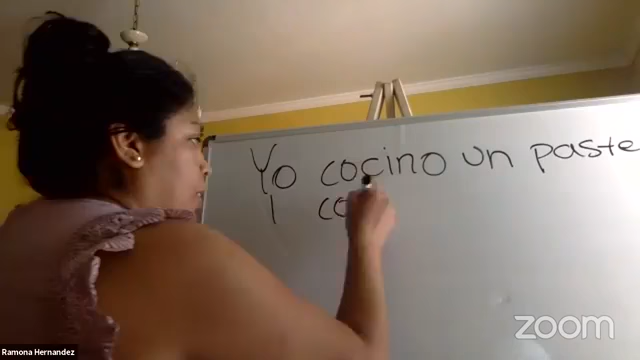 Yo cocino un paste
I co
zoom
Ramona Hernandez